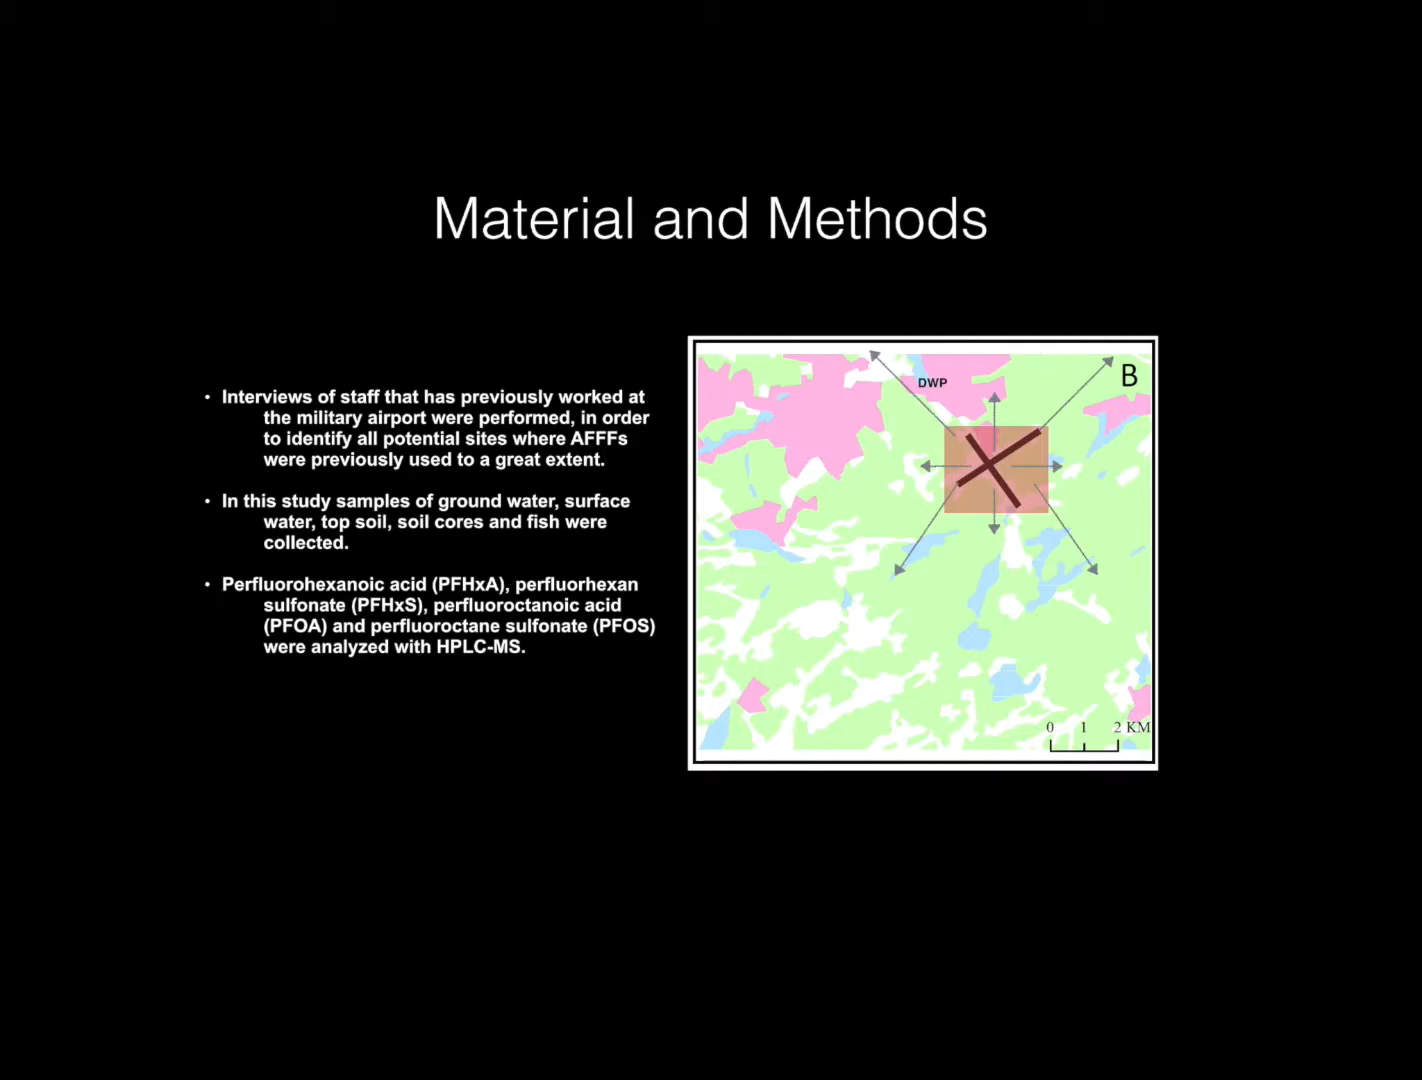 Material and Methods
• Interviews of staff that has previously worked at
the military airport were performed, in order
to identify all potential sites where AFFFs
were previously used to a great extent.
• In this study samples of ground water, surface
water, top soil, soil cores and fish were
collected.
• Perfluorohexanoic acid (PFHxA), perfluorhexan
sulfonate (PFHxS), perfluoroctanoic acid
(PFOA) and perfluoroctane sulfonate (PFOS)
were analyzed with HPLC-MS.
DWP
B
0 1 2 KM